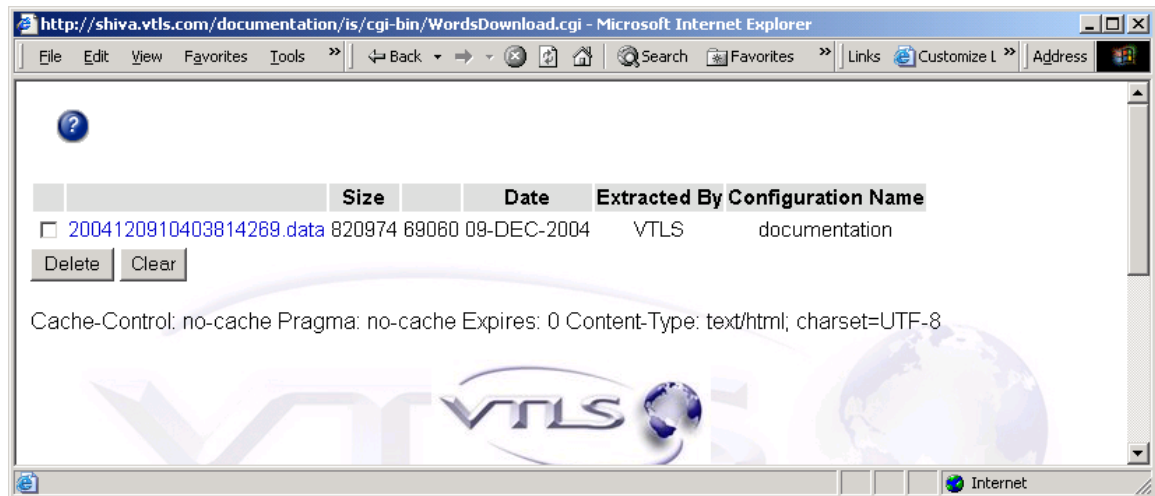 http://shiva.vtls.com/documentation/is/cgi-bin/WordsDownload.cgi - Microsoft Internet Explorer
File Edit View Favorites Tools » Back Search Favorites » Links Customize L » Address
?
Size Date Extracted By Configuration Name
2004120910403814269.data 820974 69060 09-DEC-2004 VTLS documentation
Delete Clear
Cache-Control: no-cache Pragma: no-cache Expires: 0 Content-Type: text/html; charset=UTF-8
VTLS
VTLS
Internet